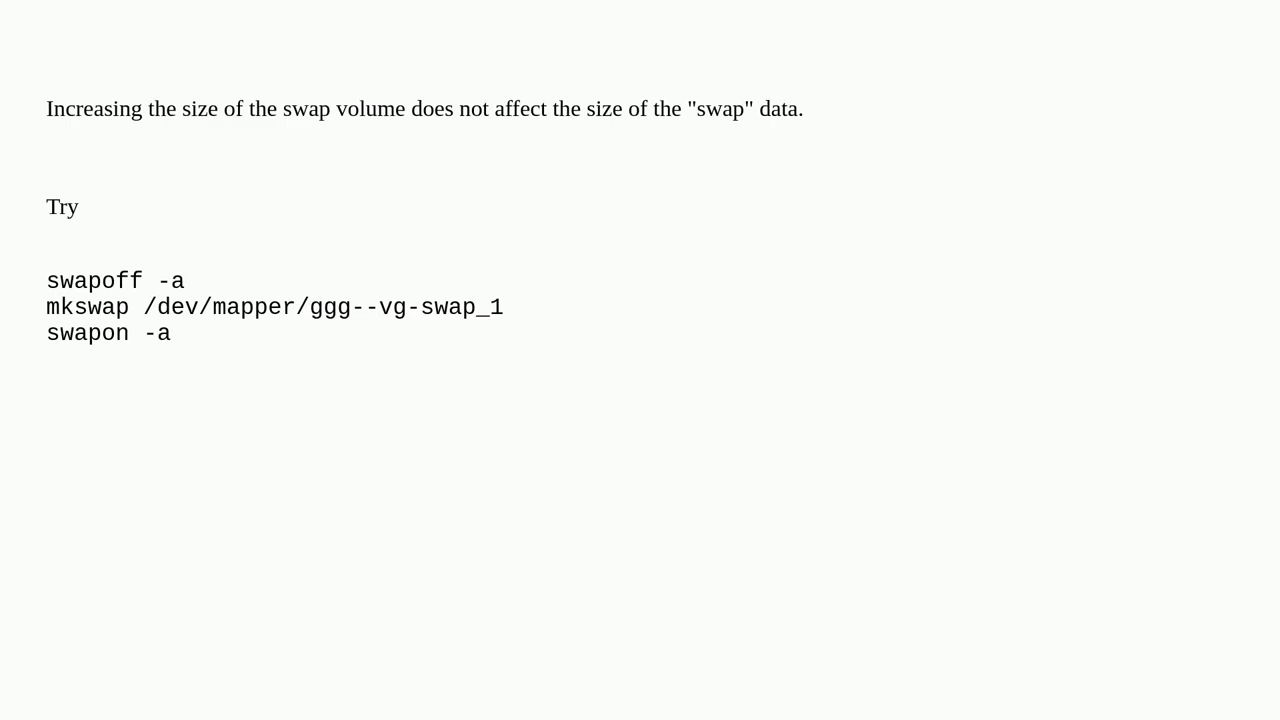 Increasing the size of the swap volume does not affect the size of the "swap" data.
Try
swapoff -a
mkswap /dev/mapper/ggg--vg-swap_1
swapon -a